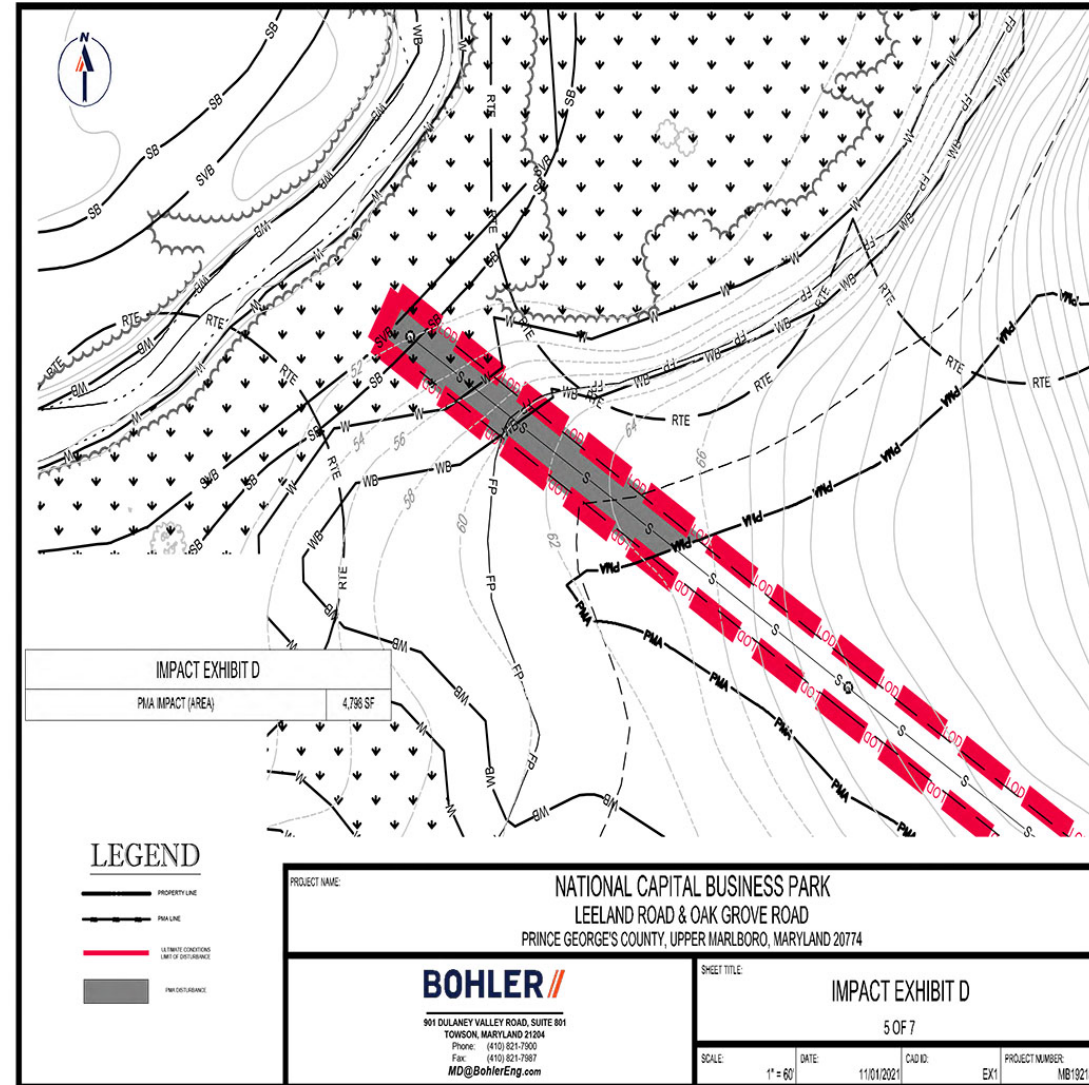 N
SB
WB
W
RTE
SB
FP
SVB
52
54
56
58
60
62
64
66
LOD
S
PMA
IMPACT EXHIBIT D
PMA IMPACT (AREA) 4,798 SF
LEGEND
PROPERTY LINE
PMA LINE
ULTIMATE CONDITIONS
LIMIT OF DISTURBANCE
PMA DISTURBANCE
PROJECT NAME:
NATIONAL CAPITAL BUSINESS PARK
LEELAND ROAD & OAK GROVE ROAD
PRINCE GEORGE'S COUNTY, UPPER MARLBORO, MARYLAND 20774
BOHLER //
901 DULANEY VALLEY ROAD, SUITE 801
TOWSON, MARYLAND 21204
Phone: (410) 821-7900
Fax: (410) 821-7987
MD@BohlerEng.com
SHEET TITLE:
IMPACT EXHIBIT D
5 OF 7
SCALE: 1" = 60'
DATE: 11/01/2021
CAD ID: EX1
PROJECT NUMBER: